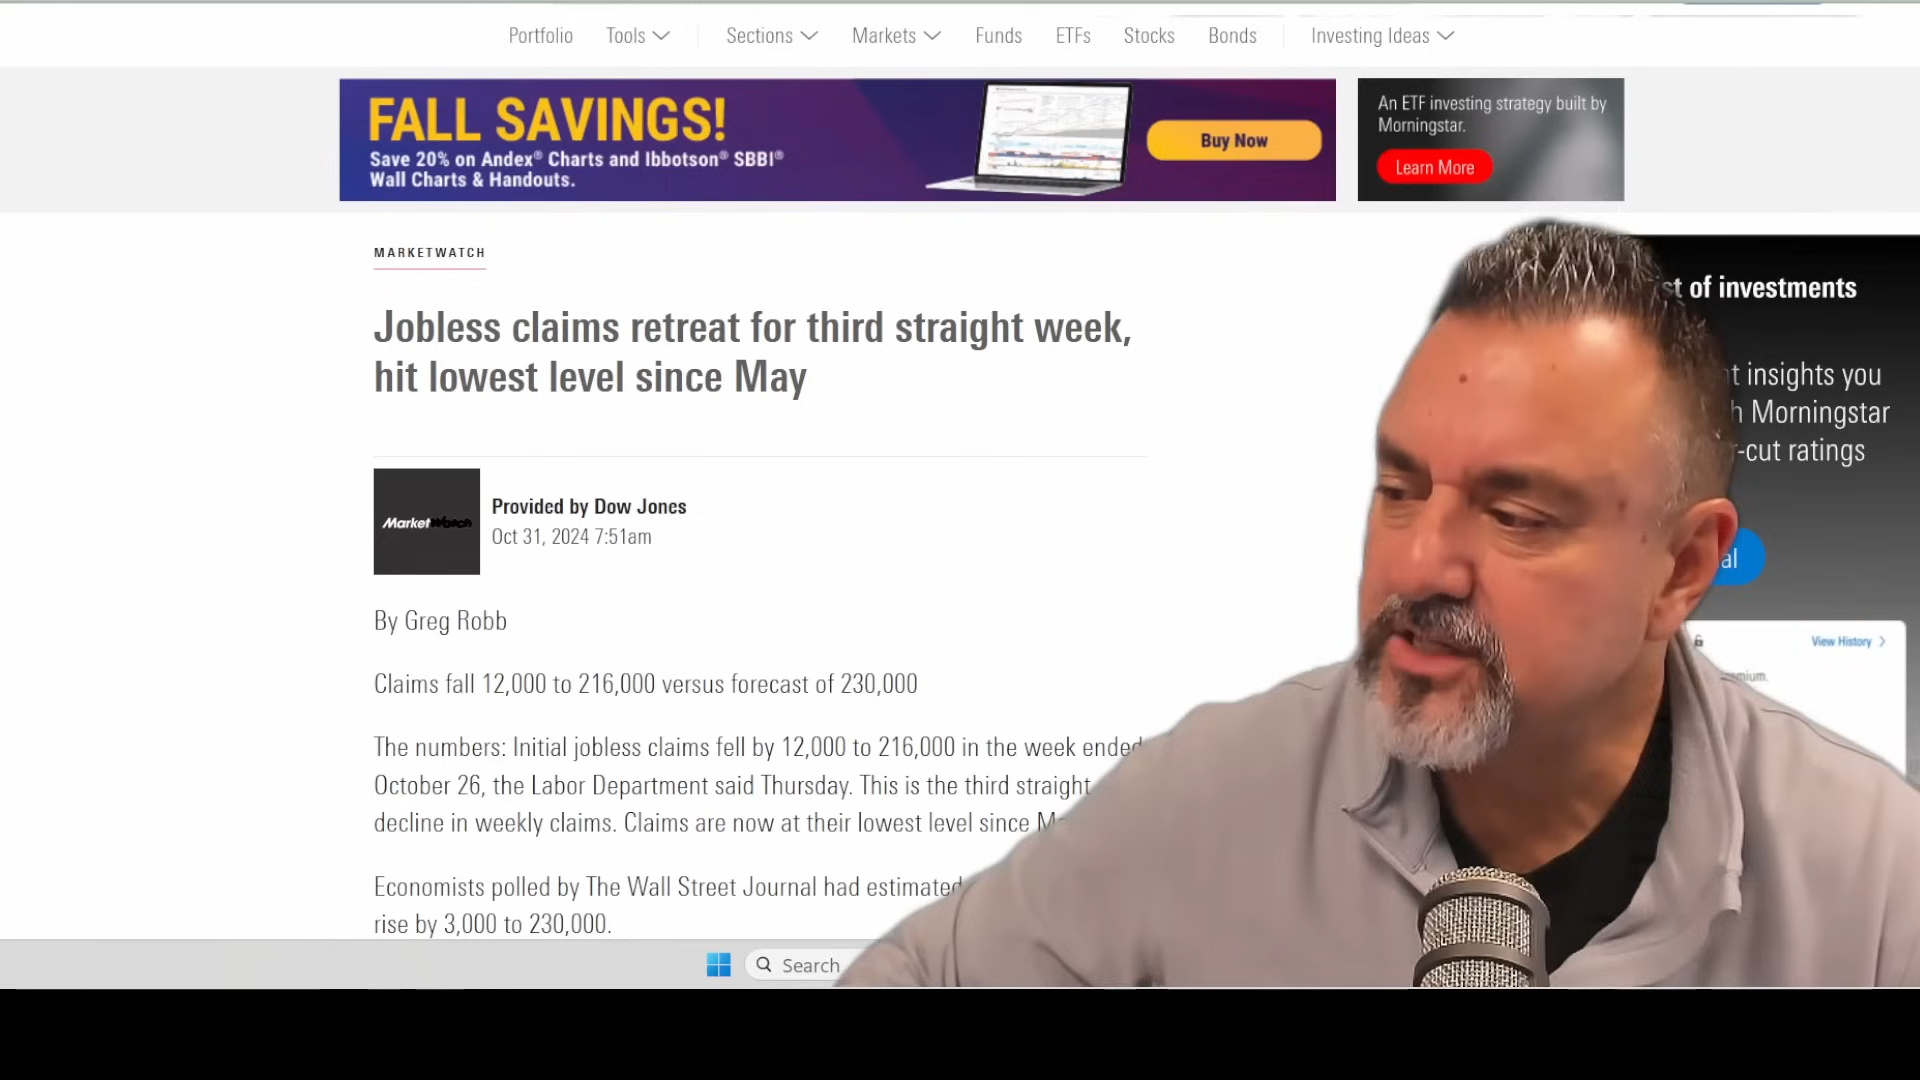 Portfolio Tools Sections Markets Funds ETFs Stocks Bonds Investing Ideas
FALL SAVINGS!
Save 20% on Andex® Charts and Ibbotson® SBBI®
Wall Charts & Handouts.
Buy Now
An ETF investing strategy built by
Morningstar.
Learn More
MARKETWATCH
Jobless claims retreat for third straight week,
hit lowest level since May
MarketWatch
Provided by Dow Jones
Oct 31, 2024 7:51am
By Greg Robb
Claims fall 12,000 to 216,000 versus forecast of 230,000
The numbers: Initial jobless claims fell by 12,000 to 216,000 in the week ended
October 26, the Labor Department said Thursday. This is the third straight
decline in weekly claims. Claims are now at their lowest level since
Economists polled by The Wall Street Journal had estimated
rise by 3,000 to 230,000.
of investments
insights you
Morningstar
-cut ratings
View History
Search